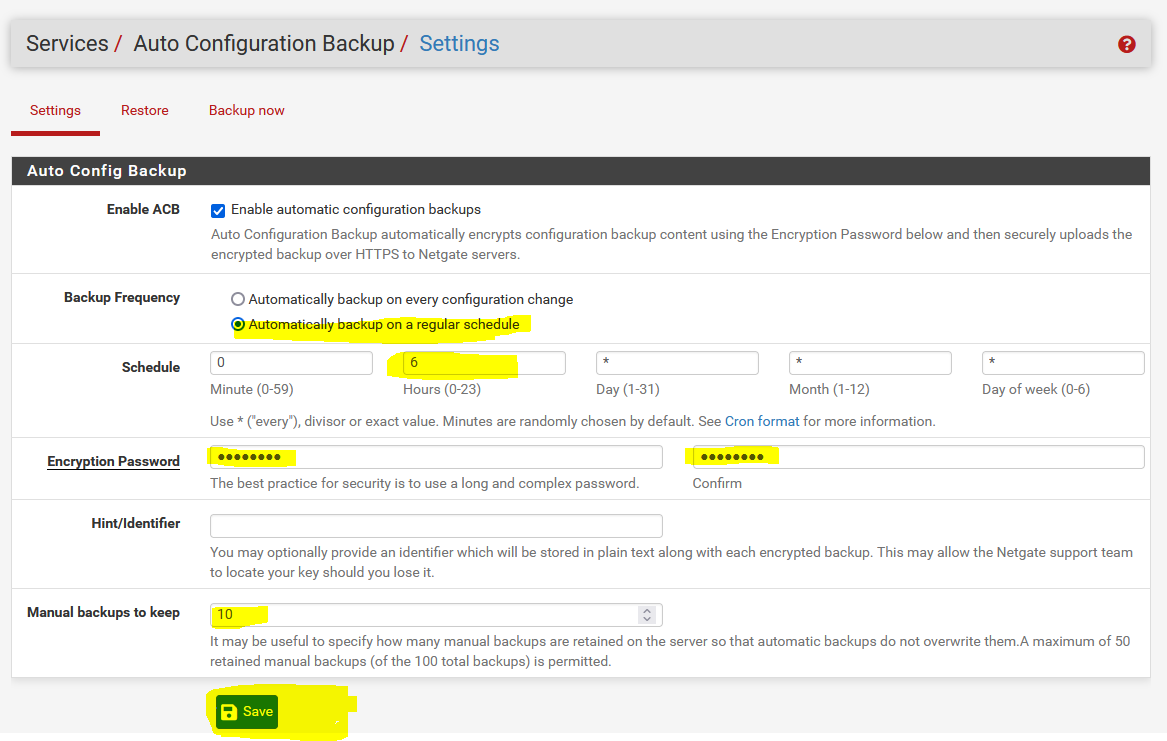 Services / Auto Configuration Backup / Settings
?
Settings Restore Backup now
Auto Config Backup
Enable ACB Enable automatic configuration backups
Auto Configuration Backup automatically encrypts configuration backup content using the Encryption Password below and then securely uploads the
encrypted backup over HTTPS to Netgate servers.
Backup Frequency Automatically backup on every configuration change
Automatically backup on a regular schedule
Schedule 0 6 * * *
Minute (0-59) Hours (0-23) Day (1-31) Month (1-12) Day of week (0-6)
Use * ("every"), divisor or exact value. Minutes are randomly chosen by default. See Cron format for more information.
Encryption Password •••••••• ••••••••
The best practice for security is to use a long and complex password. Confirm
Hint/Identifier
You may optionally provide an identifier which will be stored in plain text along with each encrypted backup. This may allow the Netgate support team
to locate your key should you lose it.
Manual backups to keep 10
It may be useful to specify how many manual backups are retained on the server so that automatic backups do not overwrite them.A maximum of 50
retained manual backups (of the 100 total backups) is permitted.
Save